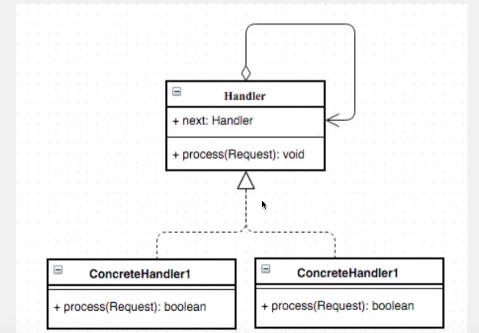 Handler
+ next: Handler
+ process(Request): void
ConcreteHandler1
+ process(Request): boolean
ConcreteHandler1
+ process(Request): boolean